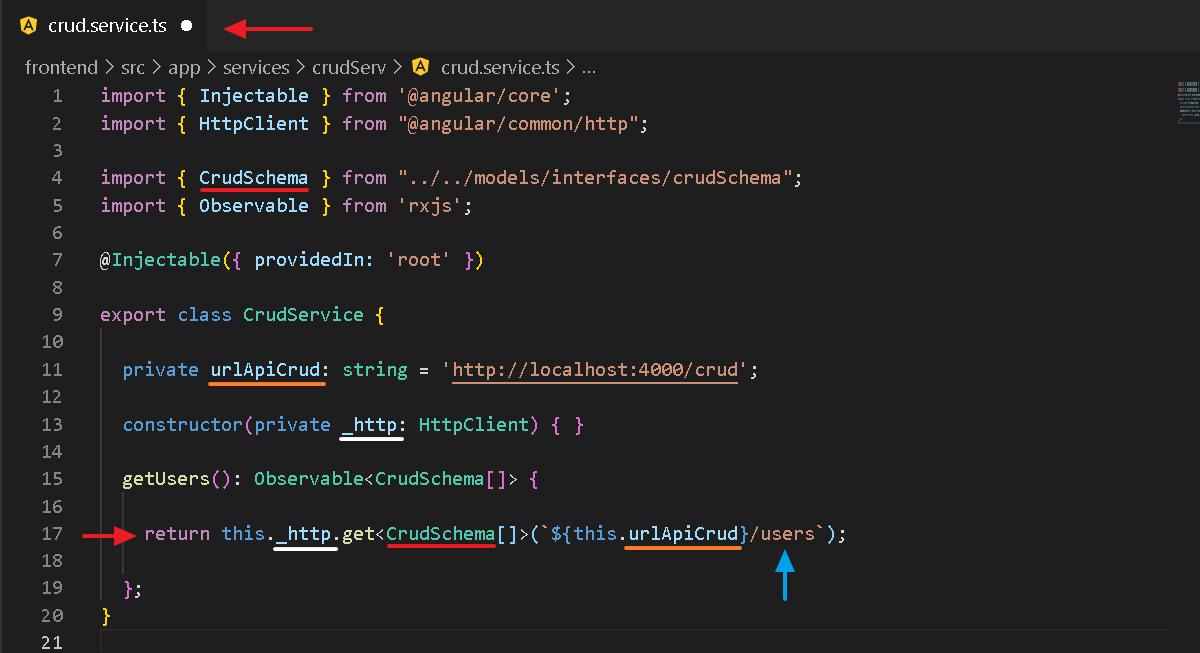 crud.service.ts
frontend > src > app > services > crudServ > crud.service.ts > ...
1 import { Injectable } from '@angular/core';
2 import { HttpClient } from "@angular/common/http";
3
4 import { CrudSchema } from "../../models/interfaces/crudSchema";
5 import { Observable } from 'rxjs';
6
7 @Injectable({ providedIn: 'root' })
8
9 export class CrudService {
10
11 private urlApiCrud: string = 'http://localhost:4000/crud';
12
13 constructor(private _http: HttpClient) { }
14
15 getUsers(): Observable<CrudSchema[]> {
16
17 return this._http.get<CrudSchema[]>(`${this.urlApiCrud}/users`);
18
19 };
20 }
21